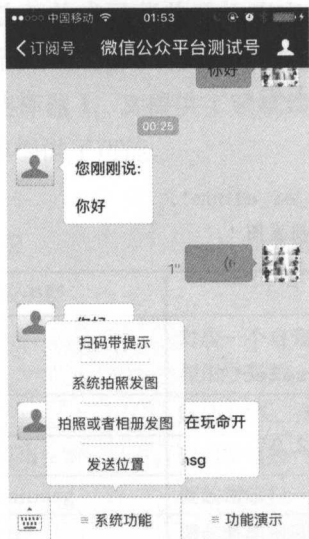 中国移动 01:53
订阅号 微信公众平台测试号
你好
00:25
您刚刚说:
你好
1"
扫码带提示
系统拍照发图
拍照或者相册发图
在玩命开
发送位置
msg
系统功能 功能演示